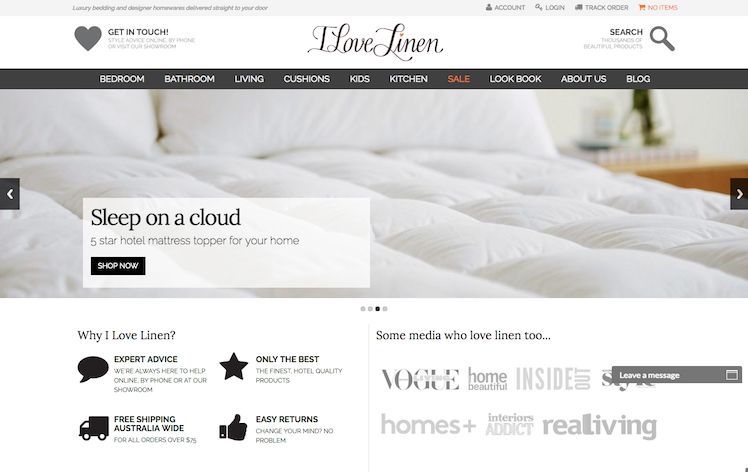 Luxury bedding and designer homewares delivered straight to your door
ACCOUNT
LOGIN
TRACK ORDER
NO ITEMS
GET IN TOUCH!
STYLE ADVICE ONLINE, BY PHONE
OR VISIT OUR SHOWROOM
I Love Linen
SEARCH
THOUSANDS OF
BEAUTIFUL PRODUCTS
BEDROOM
BATHROOM
LIVING
CUSHIONS
KIDS
KITCHEN
SALE
LOOK BOOK
ABOUT US
BLOG
Sleep on a cloud
5 star hotel mattress topper for your home
SHOP NOW
Why I Love Linen?
EXPERT ADVICE
WE'RE ALWAYS HERE TO HELP
ONLINE, BY PHONE OR AT OUR
SHOWROOM
ONLY THE BEST
THE FINEST, HOTEL QUALITY
PRODUCTS
FREE SHIPPING
AUSTRALIA WIDE
FOR ALL ORDERS OVER $75
EASY RETURNS
CHANGE YOUR MIND? NO
PROBLEM.
Some media who love linen too...
VOGUE
LIVING
home
beautiful
INSIDE
OUT
Leave a message
homes+
interiors
ADDICT
realliving